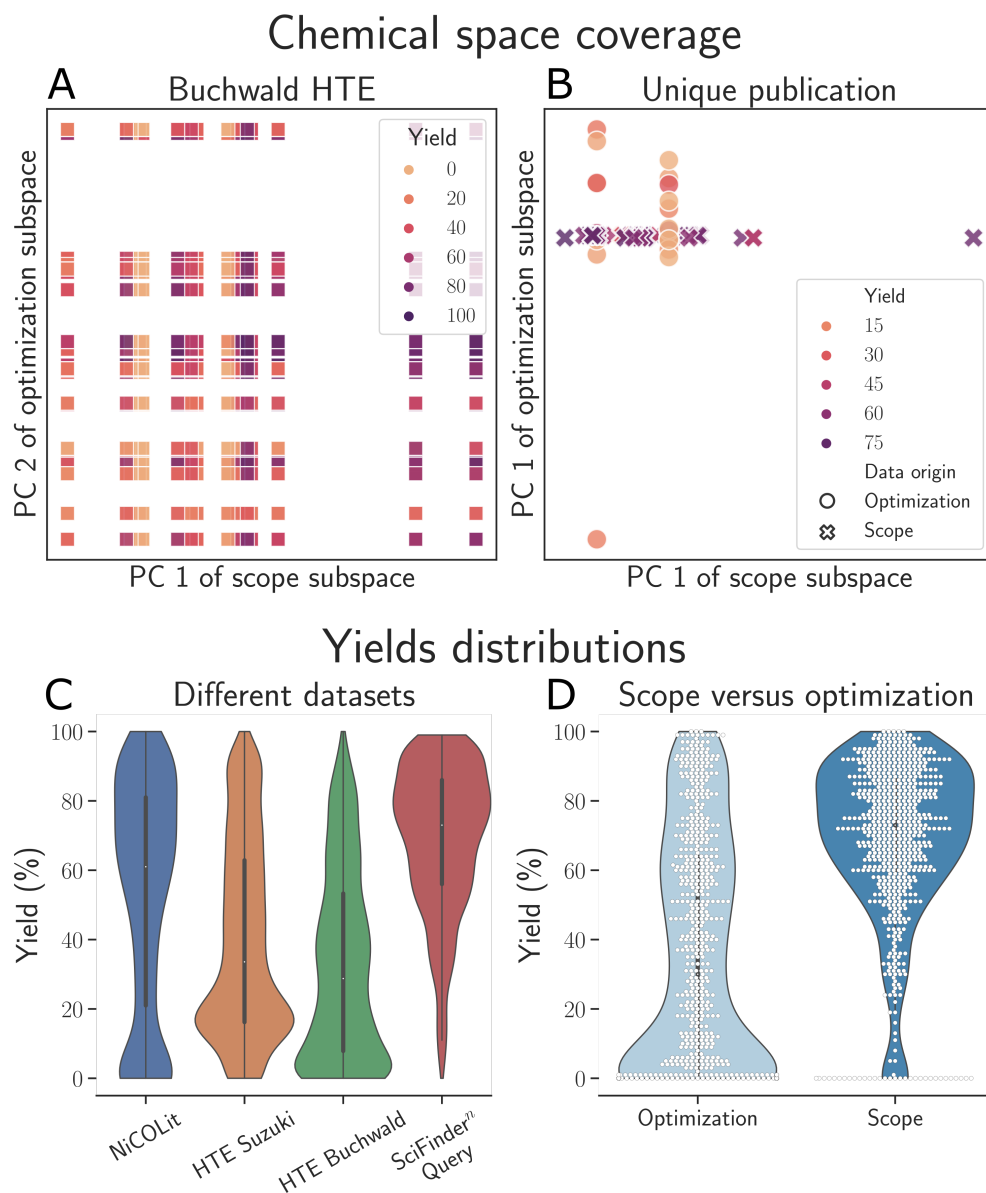 Chemical space coverage
A
Buchwald HTE
PC 2 of optimization subspace
Yield
0
20
40
60
80
100
PC 1 of scope subspace
B
Unique publication
PC 1 of optimization subspace
Yield
15
30
45
60
75
Data origin
Optimization
Scope
PC 1 of scope subspace
Yields distributions
C
Different datasets
Yield (%)
100
80
60
40
20
0
NiCOLit
HTE Suzuki
HTE Buchwald
SciFinderⁿ
Query
D
Scope versus optimization
Yield (%)
100
80
60
40
20
0
Optimization
Scope